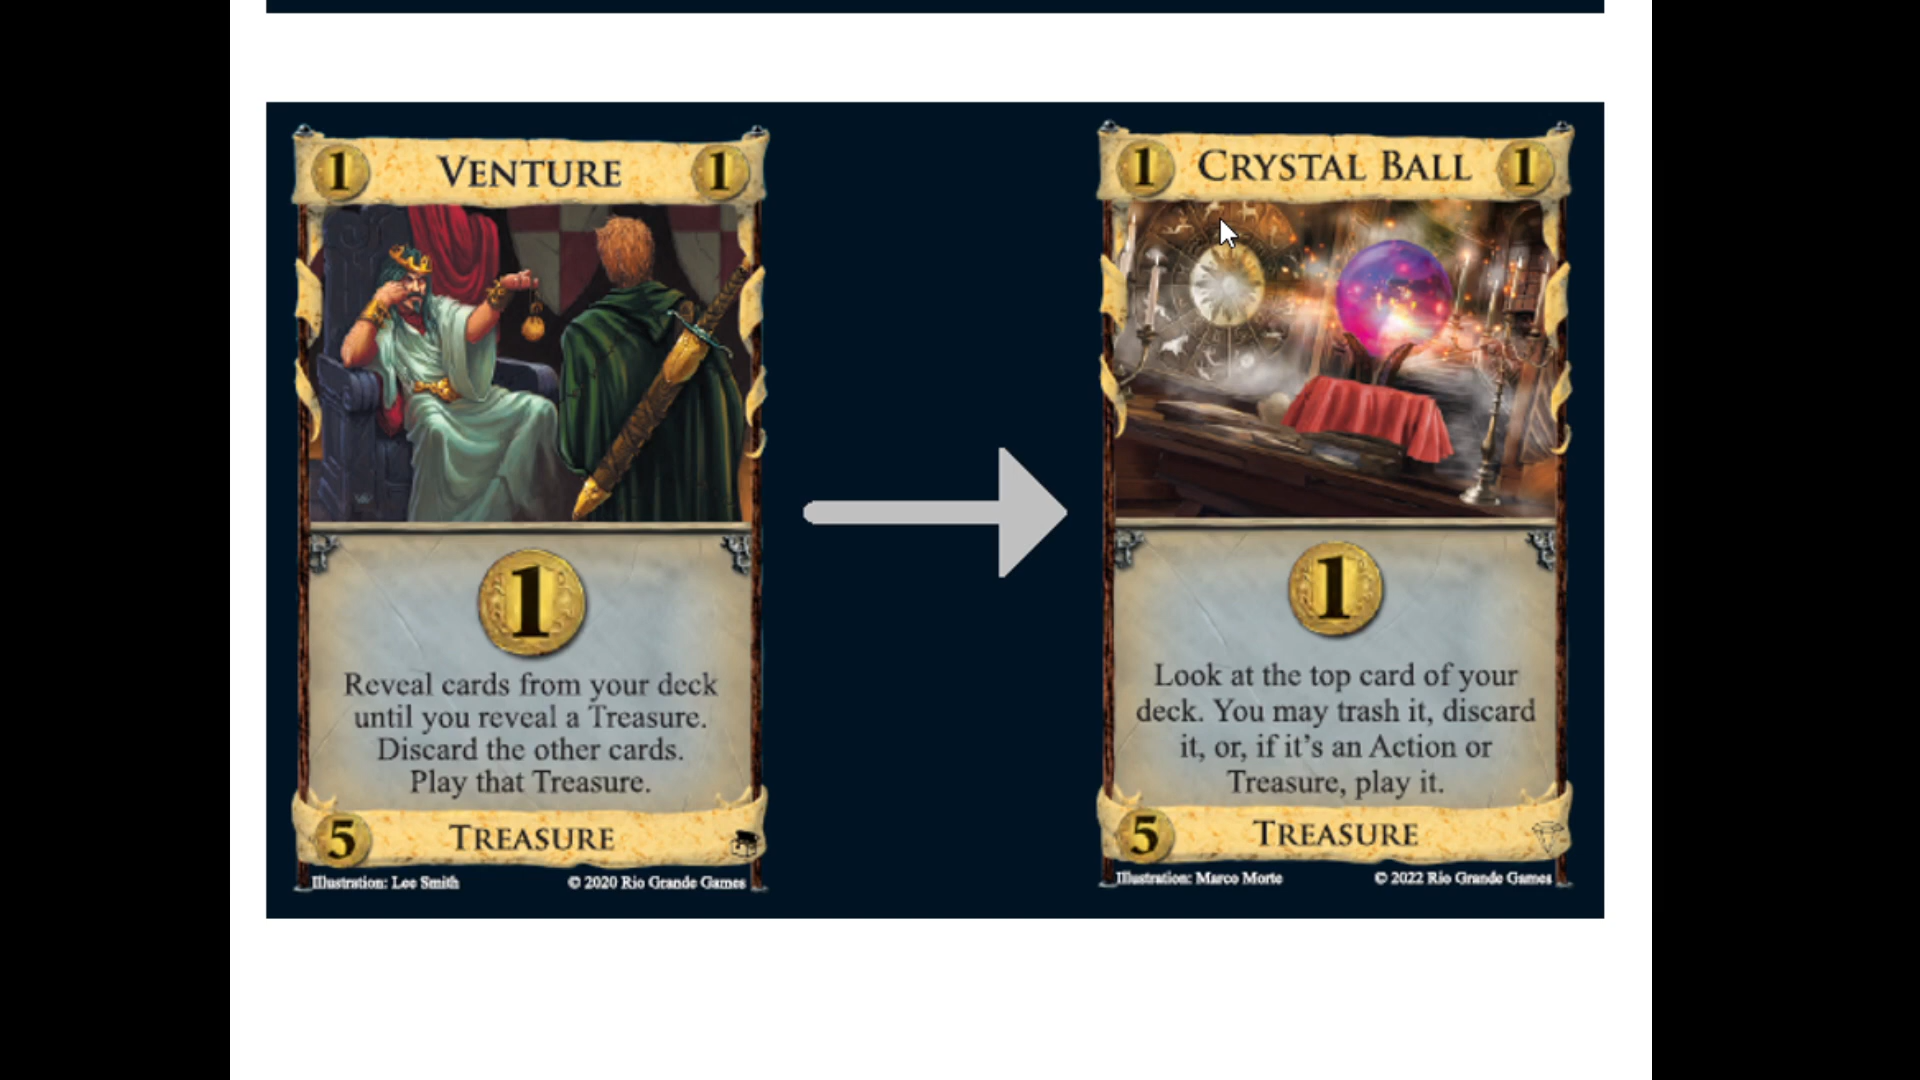 1 VENTURE 1
1
Reveal cards from your deck
until you reveal a Treasure.
Discard the other cards.
Play that Treasure.
5 TREASURE
Illustration: Lee Smith © 2020 Rio Grande Games
1 CRYSTAL BALL 1
1
Look at the top card of your
deck. You may trash it, discard
it, or, if it's an Action or
Treasure, play it.
5 TREASURE
Illustration: Marco Morte © 2022 Rio Grande Games